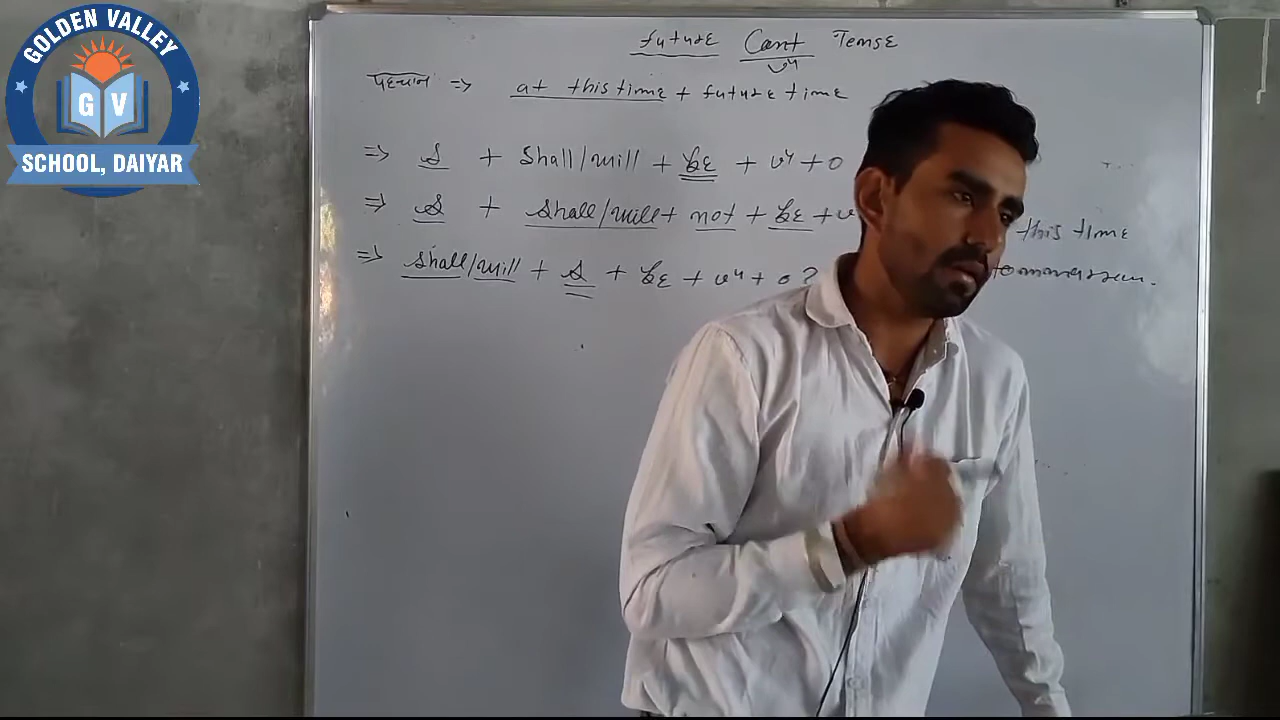 GOLDEN VALLEY
G V
SCHOOL, DAIYAR
Future Cont Tense
v4
पहचान ⇒ at this time + future time
⇒ S + Shall/will + be + v4 + o
⇒ S + Shall/will + not + be + v
this time
⇒ Shall/will + S + be + v4 + o ?